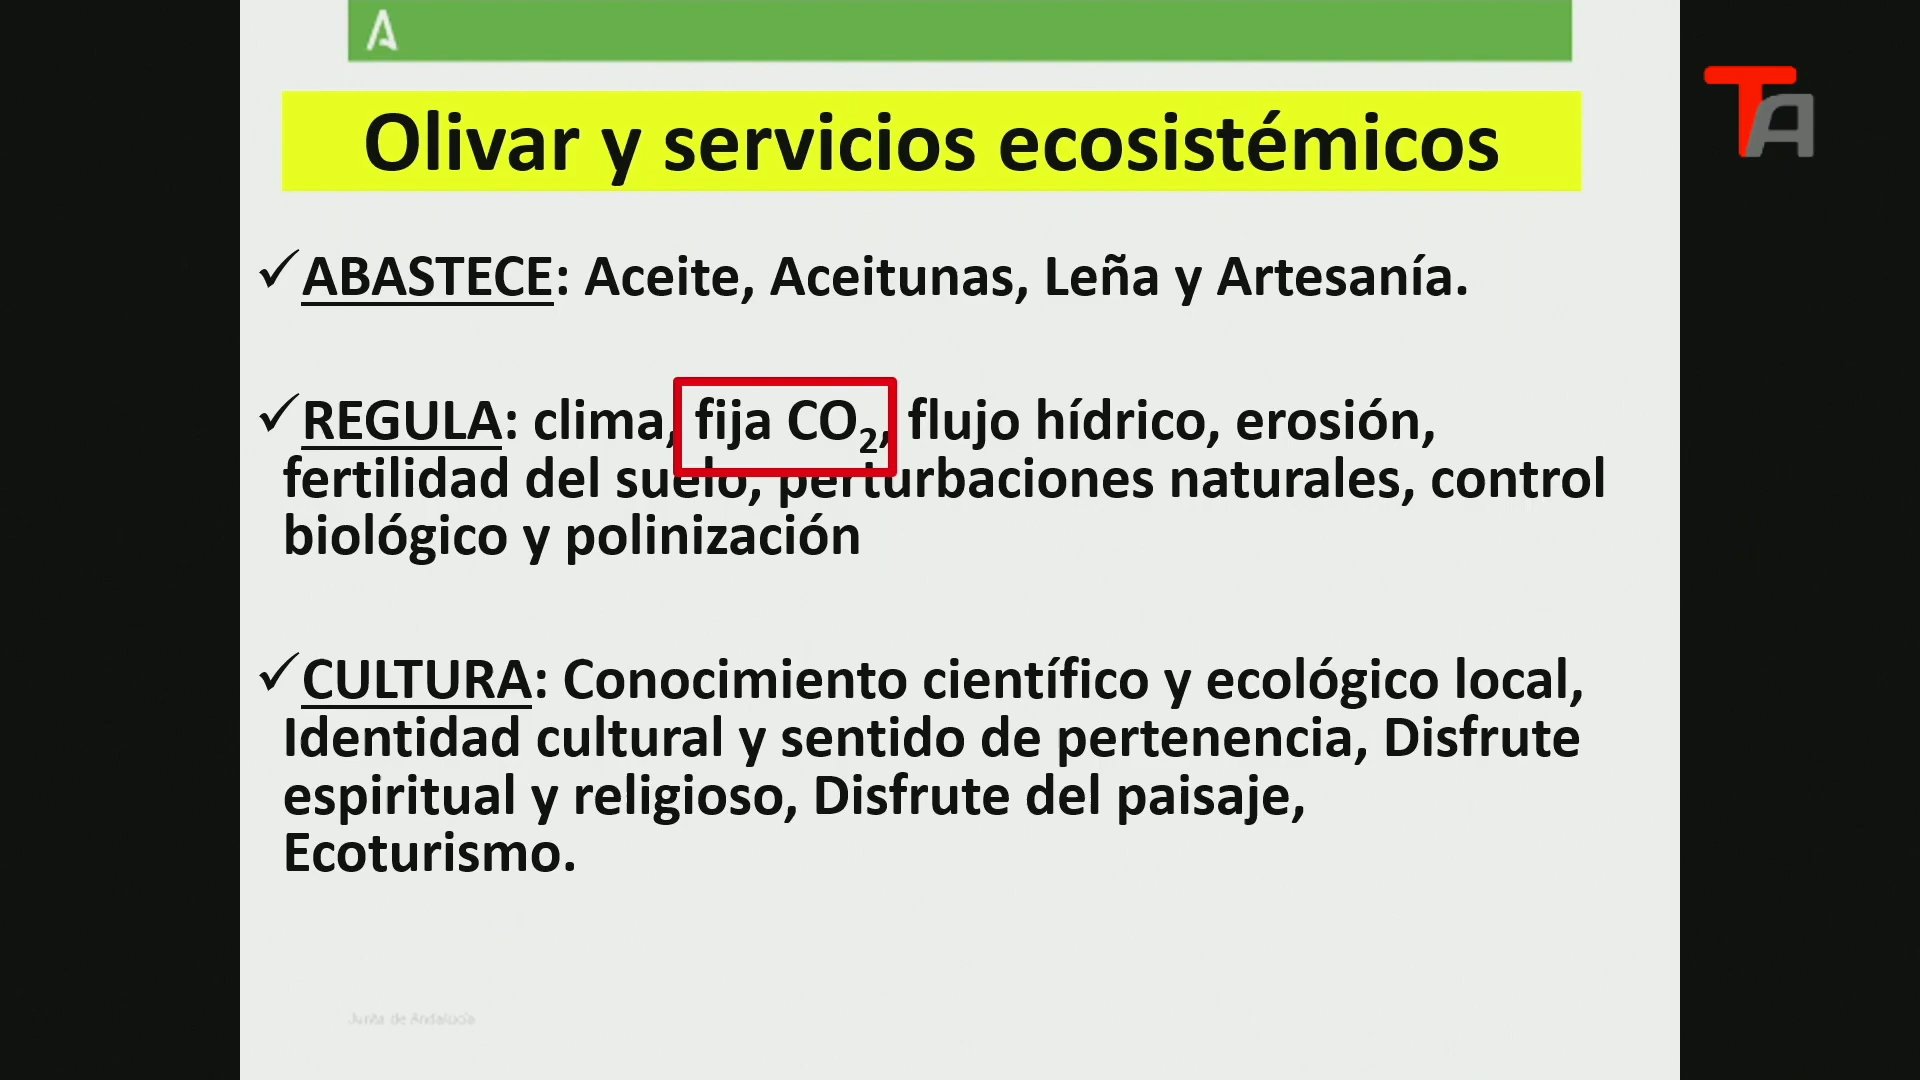 A
TA
Olivar y servicios ecosistémicos
✓ABASTECE: Aceite, Aceitunas, Leña y Artesanía.
✓REGULA: clima, fija CO₂, flujo hídrico, erosión,
fertilidad del suelo, perturbaciones naturales, control
biológico y polinización
✓CULTURA: Conocimiento científico y ecológico local,
Identidad cultural y sentido de pertenencia, Disfrute
espiritual y religioso, Disfrute del paisaje,
Ecoturismo.
Junta de Andalucía